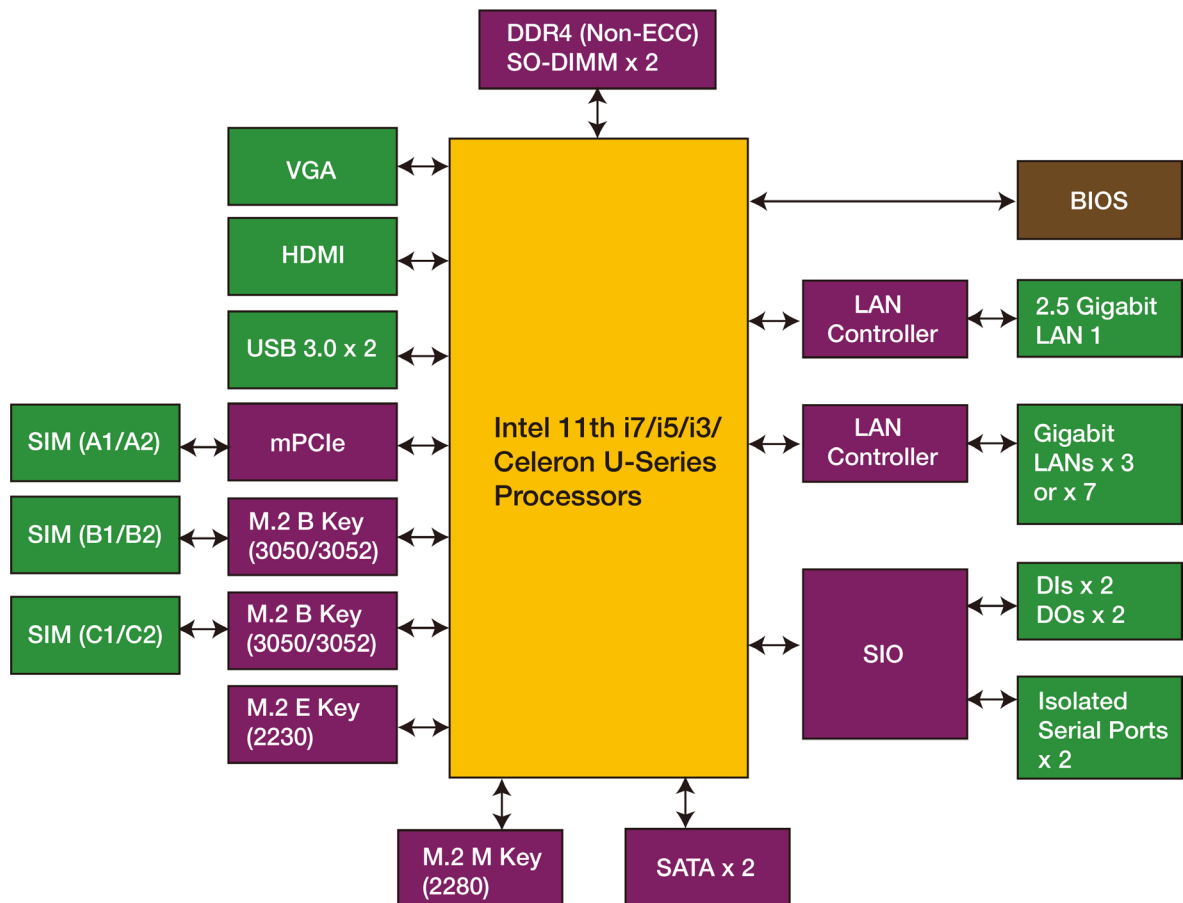 DDR4 (Non-ECC)
SO-DIMM x 2
VGA
HDMI
USB 3.0 x 2
SIM (A1/A2)
mPCIe
SIM (B1/B2)
M.2 B Key
(3050/3052)
SIM (C1/C2)
M.2 B Key
(3050/3052)
M.2 E Key
(2230)
Intel 11th i7/i5/i3/
Celeron U-Series
Processors
BIOS
LAN
Controller
2.5 Gigabit
LAN 1
LAN
Controller
Gigabit
LANs x 3
or x 7
SIO
DIs x 2
DOs x 2
Isolated
Serial Ports
x 2
M.2 M Key
(2280)
SATA x 2